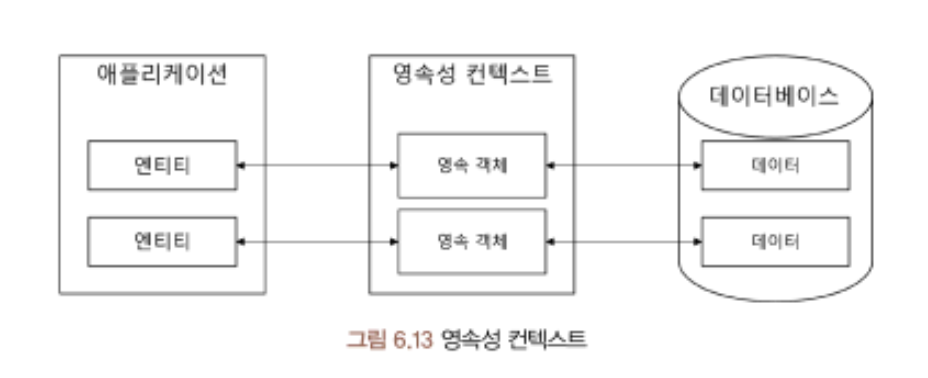 애플리케이션
영속성 컨텍스트
데이터베이스
엔티티
영속 객체
데이터
엔티티
영속 객체
데이터
그림 6.13 영속성 컨텍스트